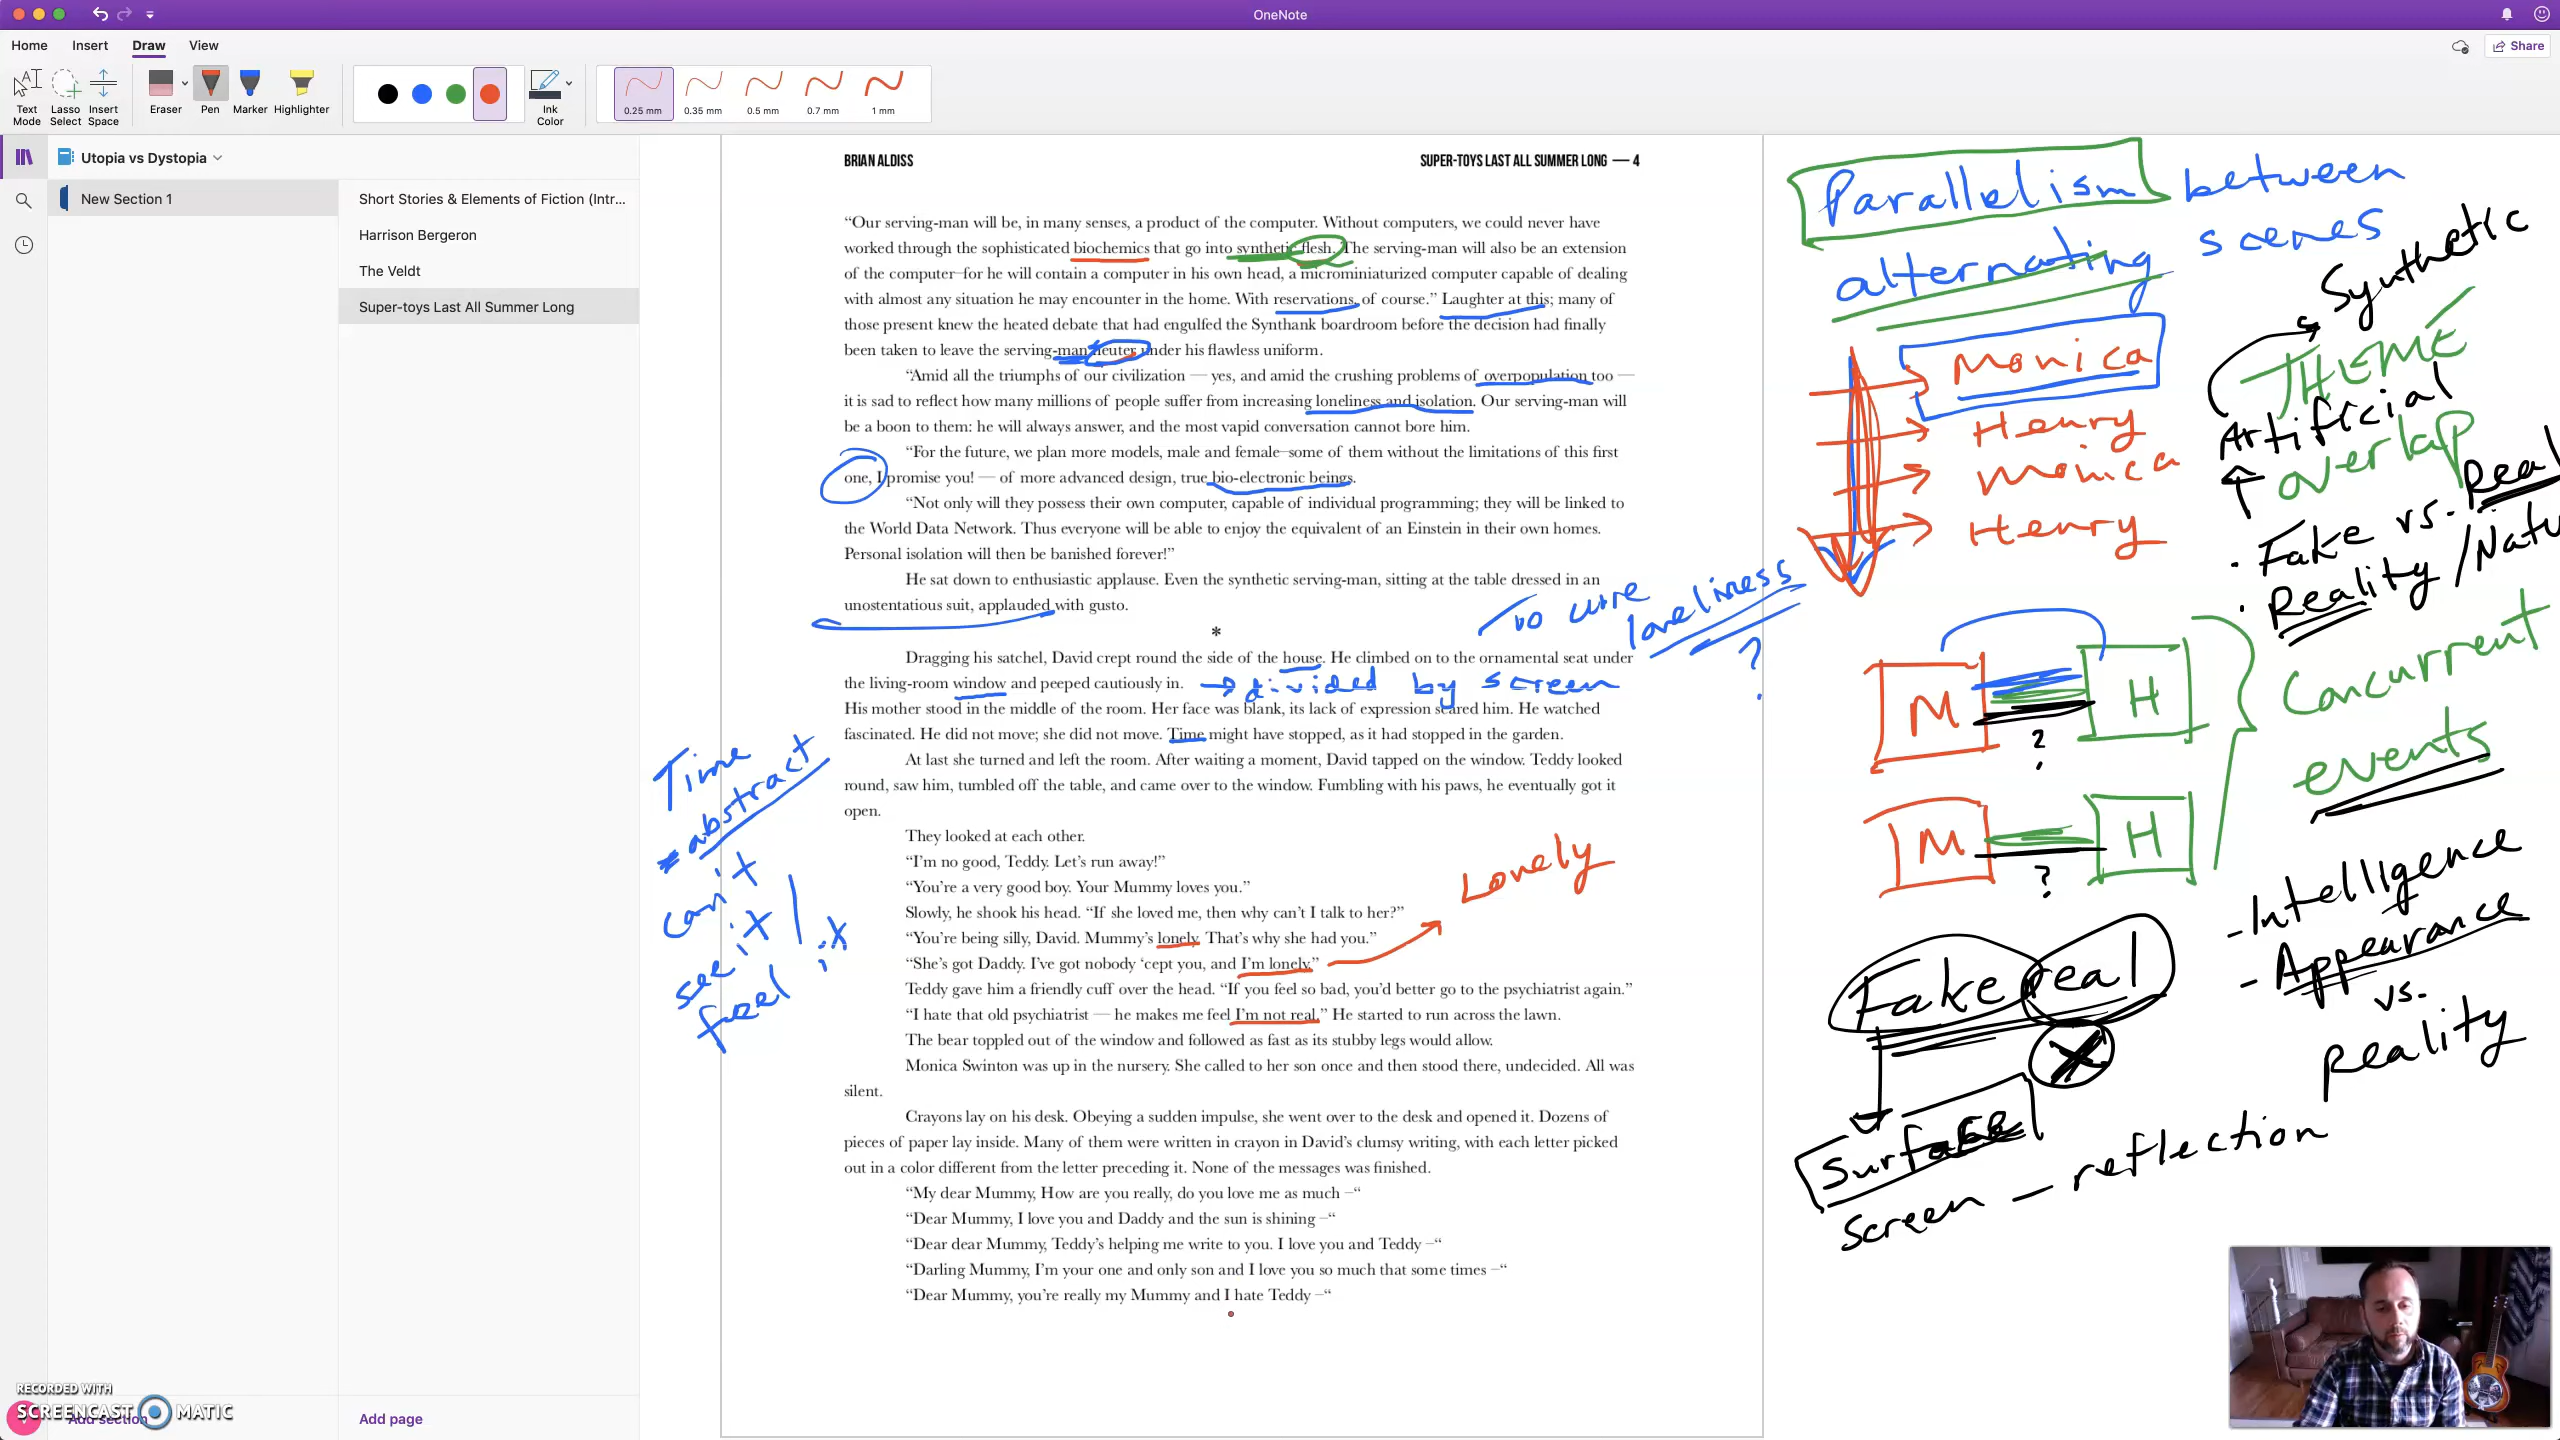 OneNote
Home Insert Draw View
Share
Text Mode
Lasso Select
Insert Space
Eraser
Pen
Marker
Highlighter
Ink Color
0.25 mm
0.35 mm
0.5 mm
0.7 mm
1 mm
Utopia vs Dystopia
New Section 1
Short Stories & Elements of Fiction (Intr...
Harrison Bergeron
The Veldt
Super-toys Last All Summer Long
BRIAN ALDISS
SUPER-TOYS LAST ALL SUMMER LONG — 4
“Our serving-man will be, in many senses, a product of the computer. Without computers, we could never have
worked through the sophisticated biochemics that go into synthetic flesh. The serving-man will also be an extension
of the computer–for he will contain a computer in his own head, a microminiaturized computer capable of dealing
with almost any situation he may encounter in the home. With reservations, of course.” Laughter at this; many of
those present knew the heated debate that had engulfed the Synthank boardroom before the decision had finally
been taken to leave the serving-man neuter under his flawless uniform.
“Amid all the triumphs of our civilization — yes, and amid the crushing problems of overpopulation too —
it is sad to reflect how many millions of people suffer from increasing loneliness and isolation. Our serving-man will
be a boon to them: he will always answer, and the most vapid conversation cannot bore him.
“For the future, we plan more models, male and female–some of them without the limitations of this first
one, I promise you! — of more advanced design, true bio-electronic beings.
“Not only will they possess their own computer, capable of individual programming; they will be linked to
the World Data Network. Thus everyone will be able to enjoy the equivalent of an Einstein in their own homes.
Personal isolation will then be banished forever!”
He sat down to enthusiastic applause. Even the synthetic serving-man, sitting at the table dressed in an
unostentatious suit, applauded with gusto.
*
Dragging his satchel, David crept round the side of the house. He climbed on to the ornamental seat under
the living-room window and peeped cautiously in.
His mother stood in the middle of the room. Her face was blank, its lack of expression scared him. He watched
fascinated. He did not move; she did not move. Time might have stopped, as it had stopped in the garden.
At last she turned and left the room. After waiting a moment, David tapped on the window. Teddy looked
round, saw him, tumbled off the table, and came over to the window. Fumbling with his paws, he eventually got it
open.
They looked at each other.
“I’m no good, Teddy. Let’s run away!”
“You’re a very good boy. Your Mummy loves you.”
Slowly, he shook his head. “If she loved me, then why can’t I talk to her?”
“You’re being silly, David. Mummy’s lonely. That’s why she had you.”
“She’s got Daddy. I’ve got nobody ‘cept you, and I’m lonely.”
Teddy gave him a friendly cuff over the head. “If you feel so bad, you’d better go to the psychiatrist again.”
“I hate that old psychiatrist — he makes me feel I’m not real.” He started to run across the lawn.
The bear toppled out of the window and followed as fast as its stubby legs would allow.
Monica Swinton was up in the nursery. She called to her son once and then stood there, undecided. All was
silent.
Crayons lay on his desk. Obeying a sudden impulse, she went over to the desk and opened it. Dozens of
pieces of paper lay inside. Many of them were written in crayon in David’s clumsy writing, with each letter picked
out in a color different from the letter preceding it. None of the messages was finished.
“My dear Mummy, How are you really, do you love me as much –“
“Dear Mummy, I love you and Daddy and the sun is shining –“
“Dear dear Mummy, Teddy’s helping me write to you. I love you and Teddy –“
“Darling Mummy, I’m your one and only son and I love you so much that some times –“
“Dear Mummy, you’re really my Mummy and I hate Teddy –“
To cure
loneliness
?
divided by screen
Time
abstract
can't
see it
feel it
Lonely
Parallelism between
alternating scenes
Monica
Henry
Monica
Henry
Synthetic
THEME
Artificial
overlap
Fake vs. Real
Reality / Natu
M H
?
M H
?
Concurrent
events
- Intelligence
- Appearance
vs.
reality
Fake real
Surface
Screen — reflection
RECORDED WITH
SCREENCAST MATIC
Add section
Add page